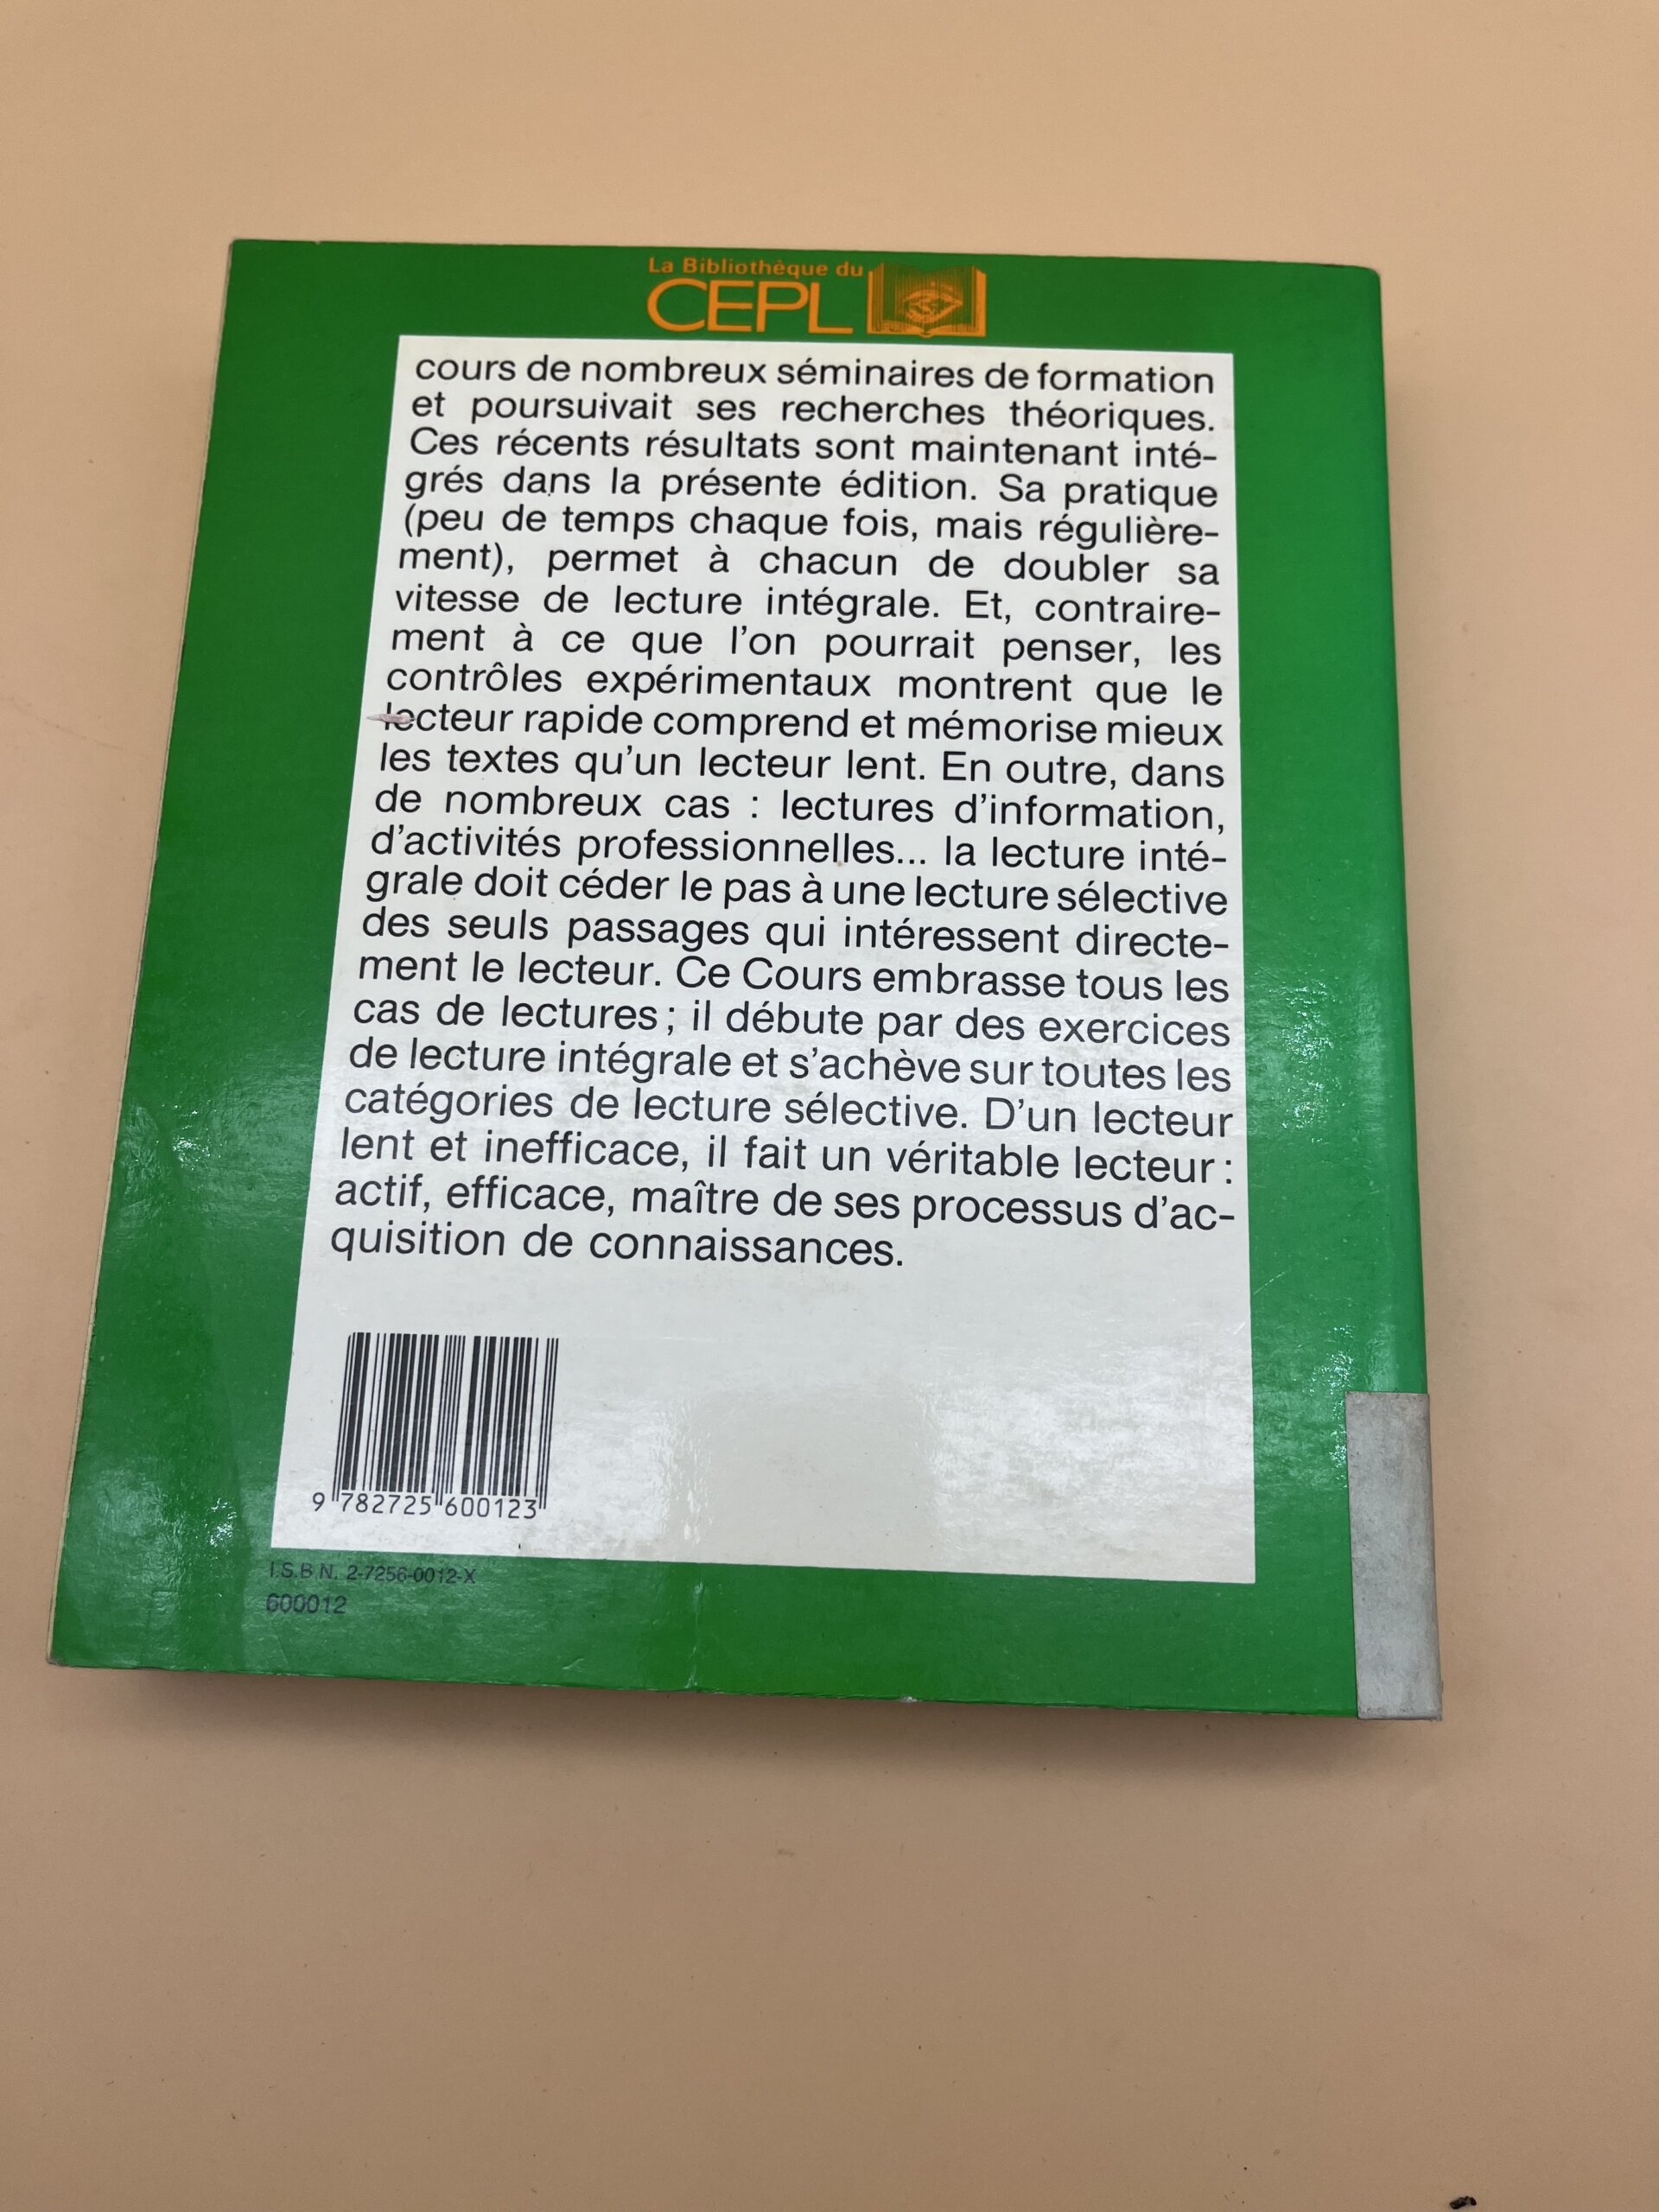 La Bibliothèque du
CEPL
cours de nombreux séminaires de formation
et poursuivait ses recherches théoriques.
Ces récents résultats sont maintenant inté-
grés dans la présente édition. Sa pratique
(peu de temps chaque fois, mais régulière-
ment), permet à chacun de doubler sa
vitesse de lecture intégrale. Et, contraire-
ment à ce que l'on pourrait penser, les
contrôles expérimentaux montrent que le
lecteur rapide comprend et mémorise mieux
les textes qu'un lecteur lent. En outre, dans
de nombreux cas : lectures d'information,
d'activités professionnelles... la lecture inté-
grale doit céder le pas à une lecture sélective
des seuls passages qui intéressent directe-
ment le lecteur. Ce Cours embrasse tous les
cas de lectures ; il débute par des exercices
de lecture intégrale et s'achève sur toutes les
catégories de lecture sélective. D'un lecteur
lent et inefficace, il fait un véritable lecteur :
actif, efficace, maître de ses processus d'ac-
quisition de connaissances.
9 782725 600123
I.S.B.N. 2-7256-0012-X
600012